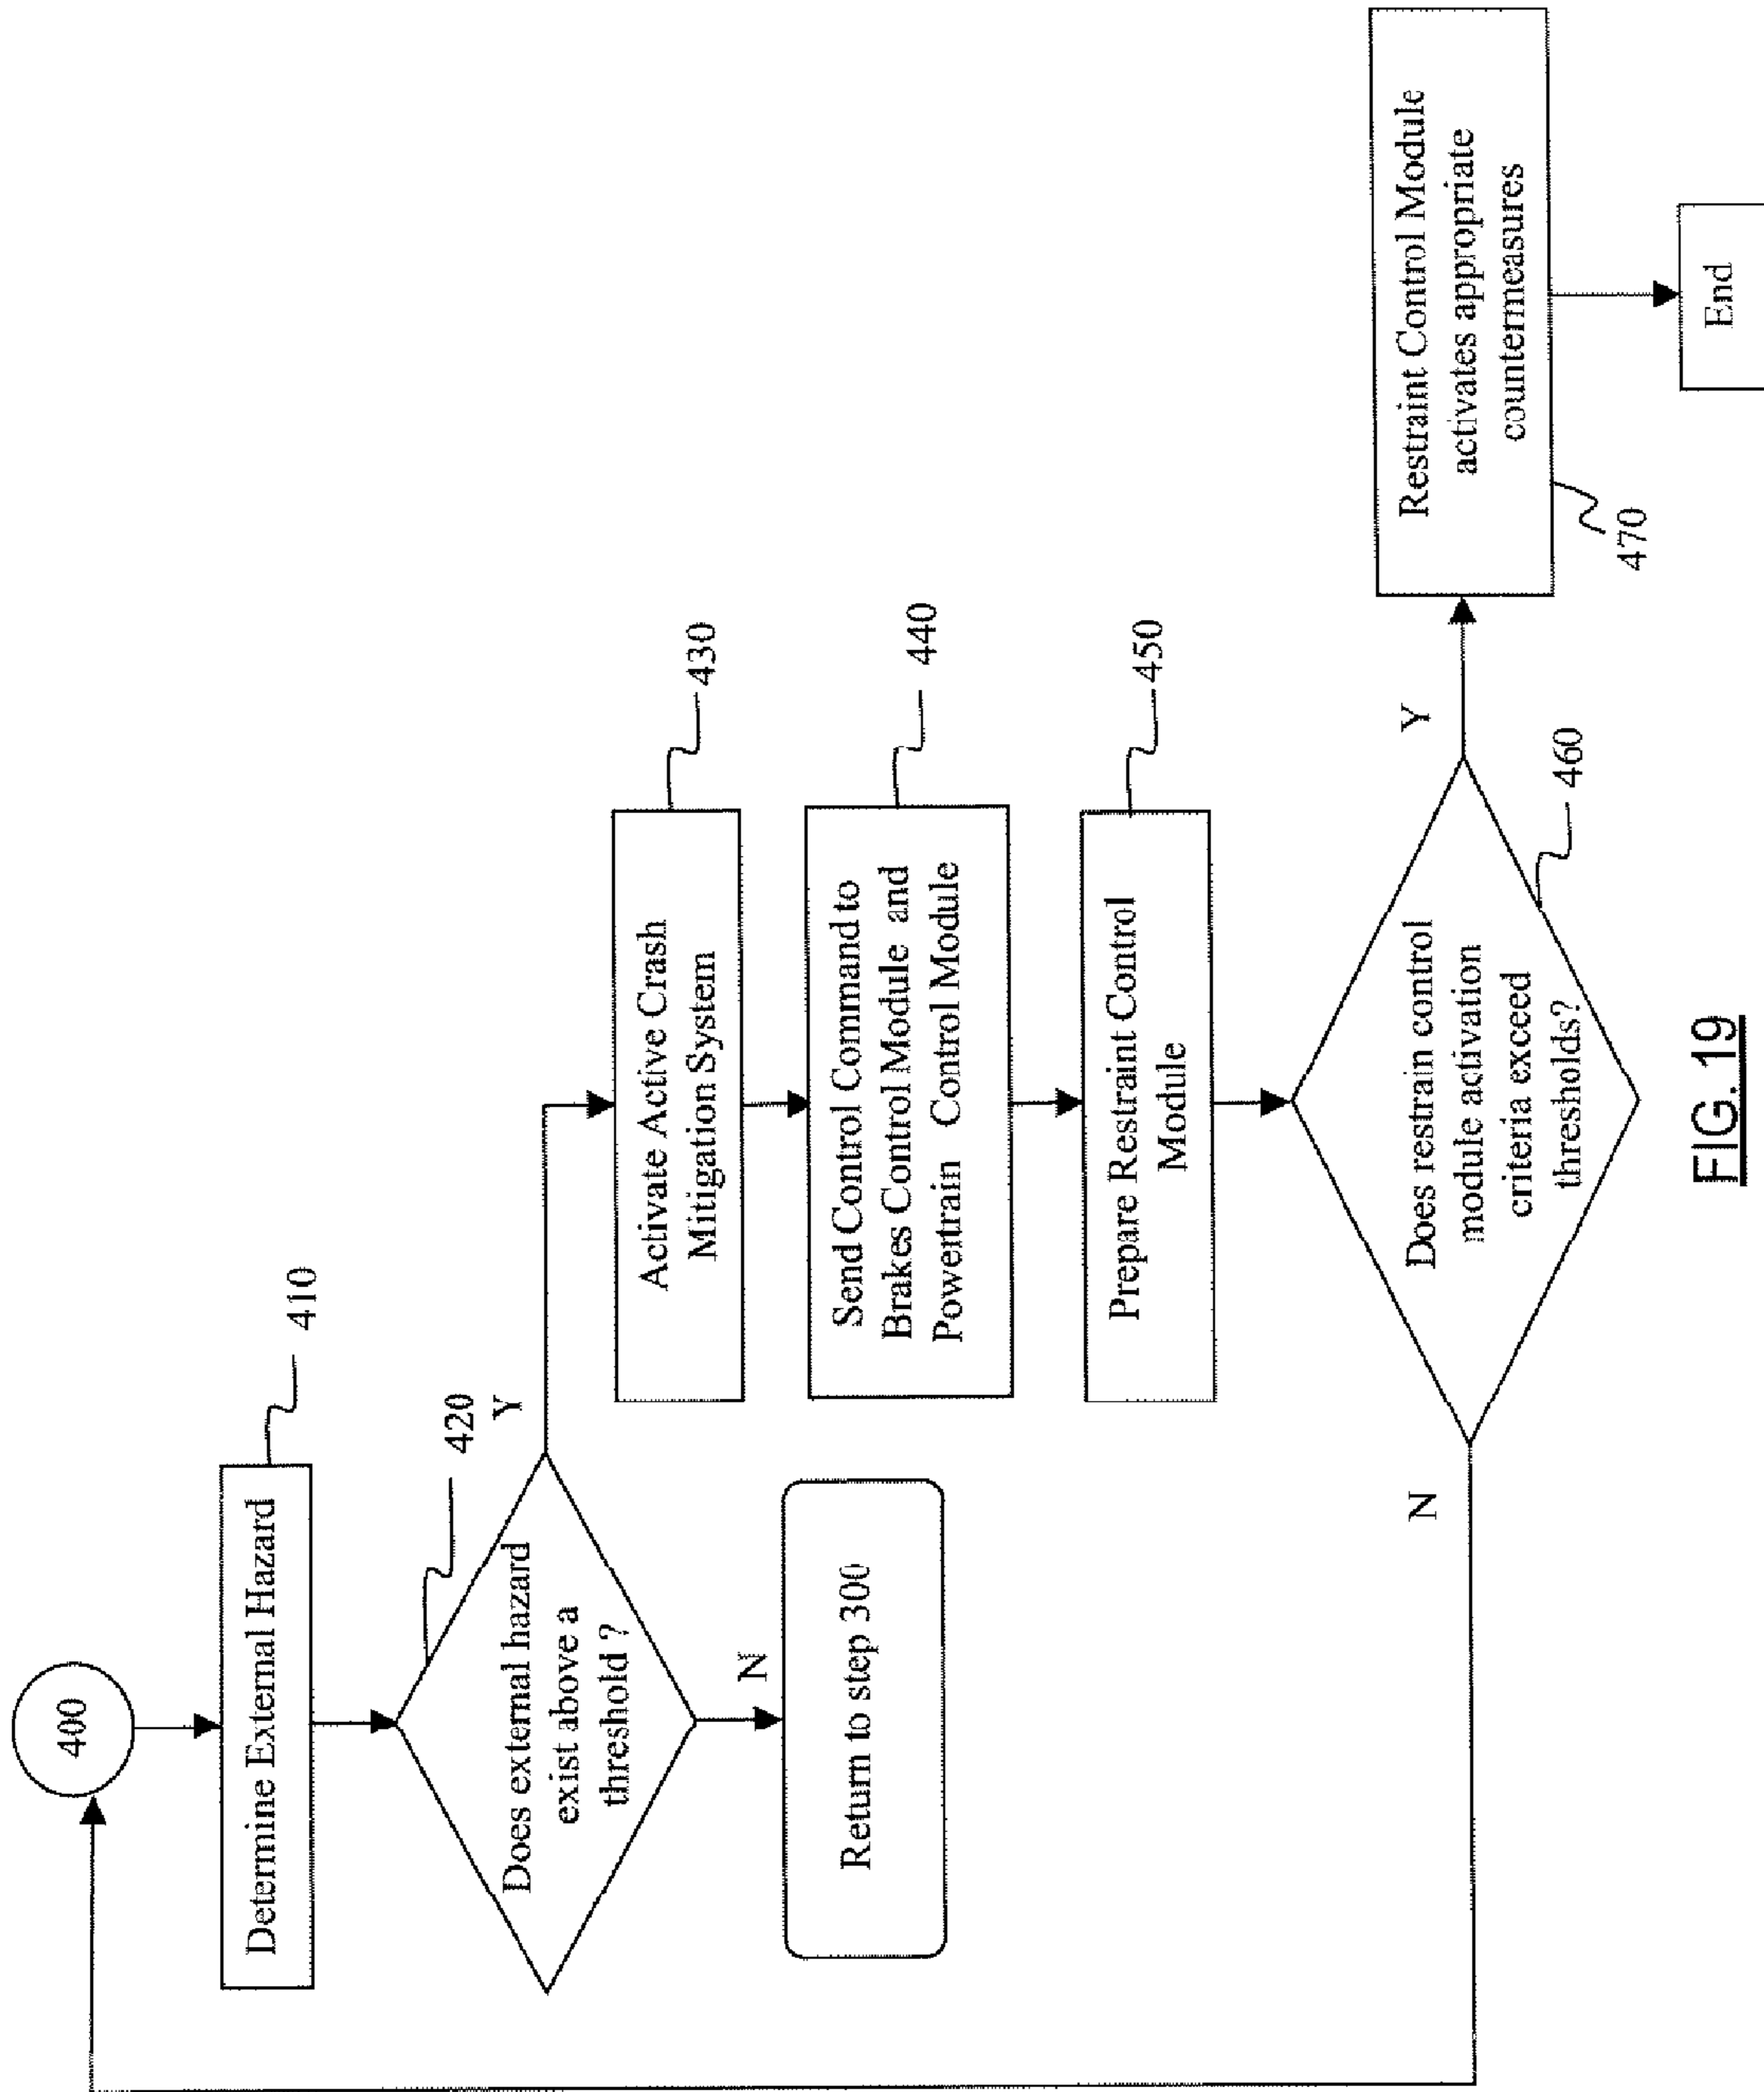 400
Determine External Hazard
410
Does external hazard
exist above a
threshold ?
420
Y
N
Return to step 300
Activate Active Crash
Mitigation System
430
Send Control Command to
Brakes Control Module and
Powertrain Control Module
440
Prepare Restraint Control
Module
450
Does restrain control
module activation
criteria exceed
thresholds?
460
N
Y
Restraint Control Module
activates appropriate
countermeasures
470
End
FIG. 19